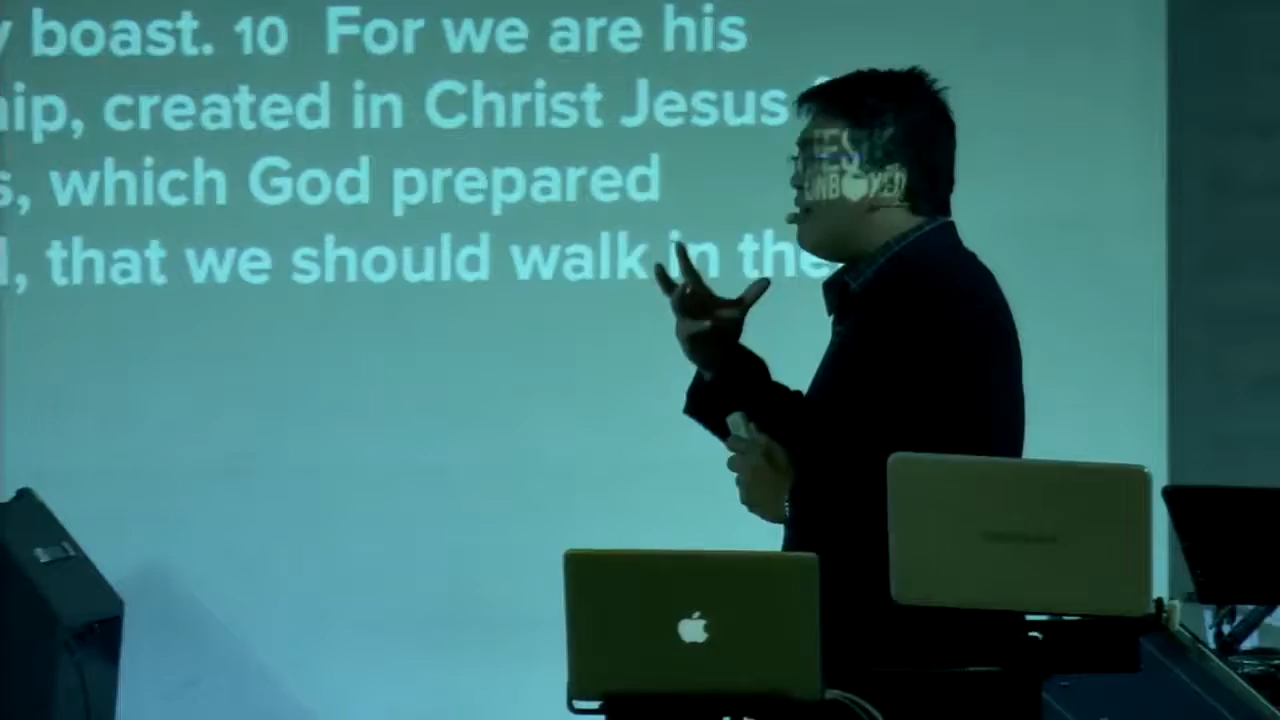 y boast. 10 For we are his
hip, created in Christ Jesus
s, which God prepared
d, that we should walk in the